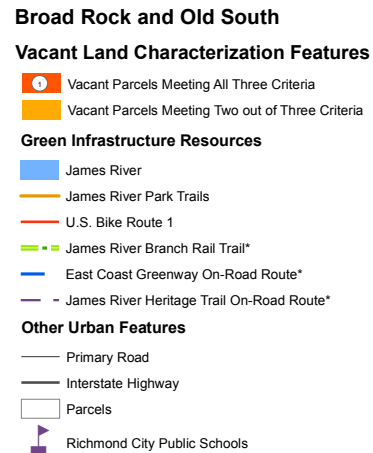 Broad Rock and Old South
Vacant Land Characterization Features
1 Vacant Parcels Meeting All Three Criteria
Vacant Parcels Meeting Two out of Three Criteria
Green Infrastructure Resources
James River
James River Park Trails
U.S. Bike Route 1
James River Branch Rail Trail*
East Coast Greenway On-Road Route*
James River Heritage Trail On-Road Route*
Other Urban Features
Primary Road
Interstate Highway
Parcels
Richmond City Public Schools